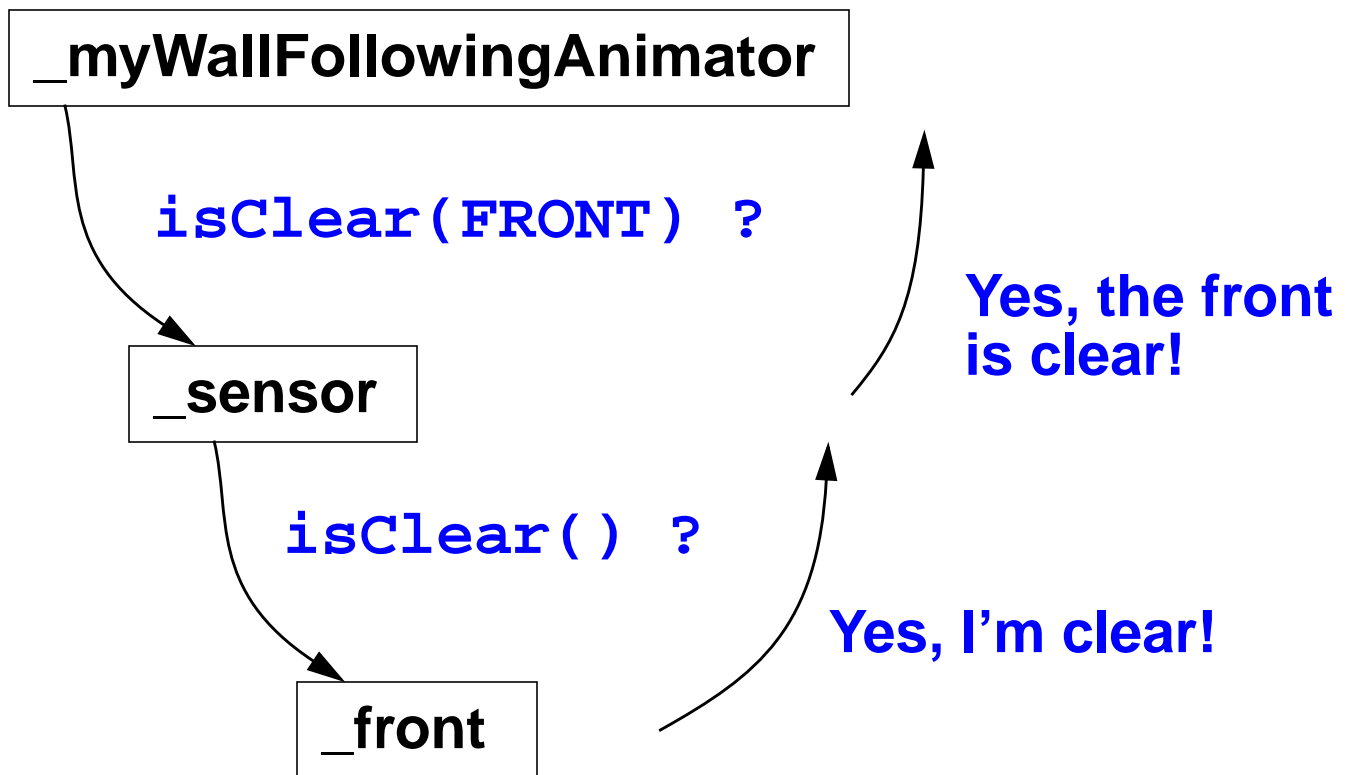 _myWallFollowingAnimator
isClear(FRONT) ?
Yes, the front
is clear!
_sensor
isClear() ?
Yes, I’m clear!
_front